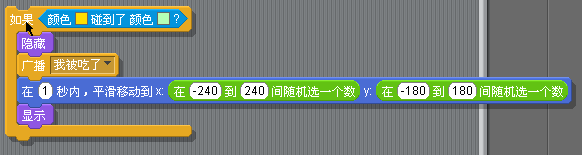 如果 颜色 碰到了 颜色 ?
隐藏
广播 我被吃了
在 1 秒内，平滑移动到 x: 在 -240 到 240 间随机选一个数 y: 在 -180 到 180 间随机选一个数
显示